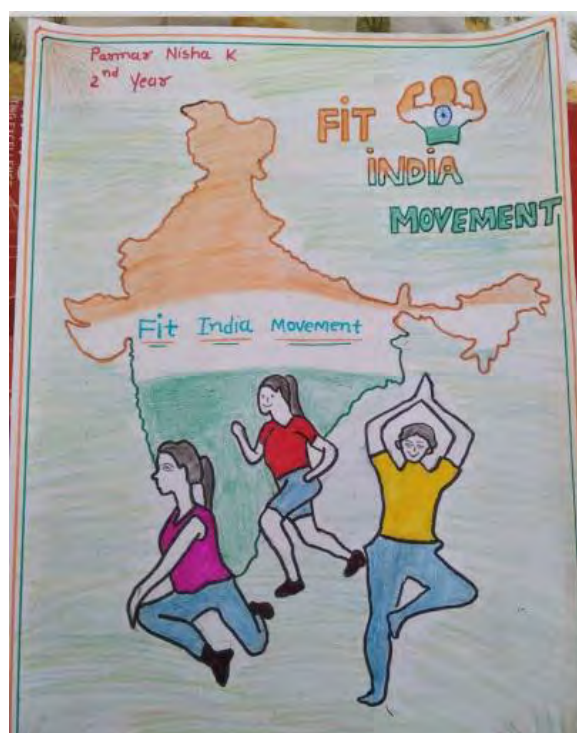 Parmar Nisha K
2nd Year
FiT
iNDiA
MOVEMENT
Fit India Movement